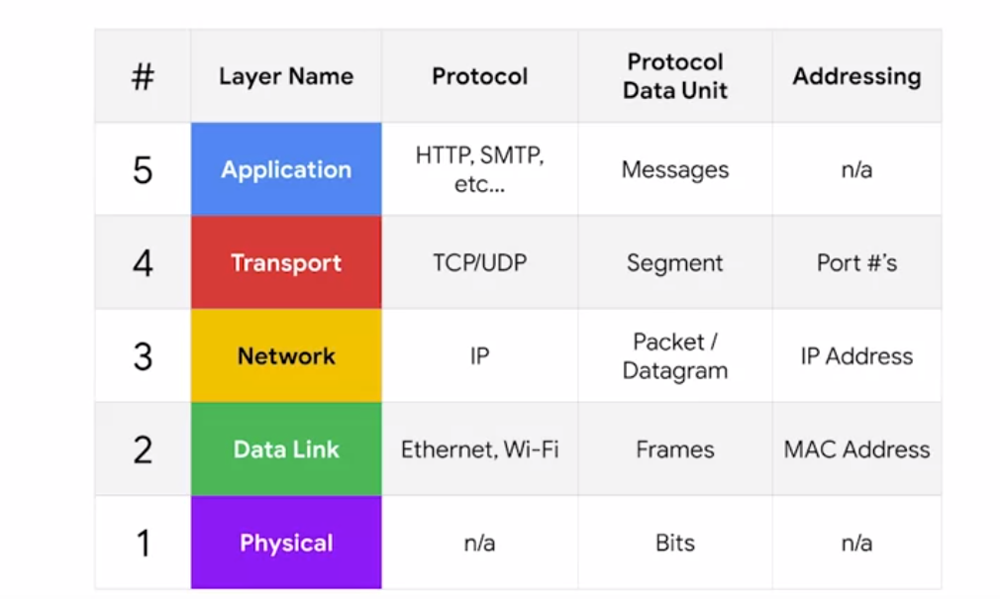 # Layer Name Protocol Protocol Data Unit Addressing
5 Application HTTP, SMTP, etc... Messages n/a
4 Transport TCP/UDP Segment Port #'s
3 Network IP Packet / Datagram IP Address
2 Data Link Ethernet, Wi-Fi Frames MAC Address
1 Physical n/a Bits n/a